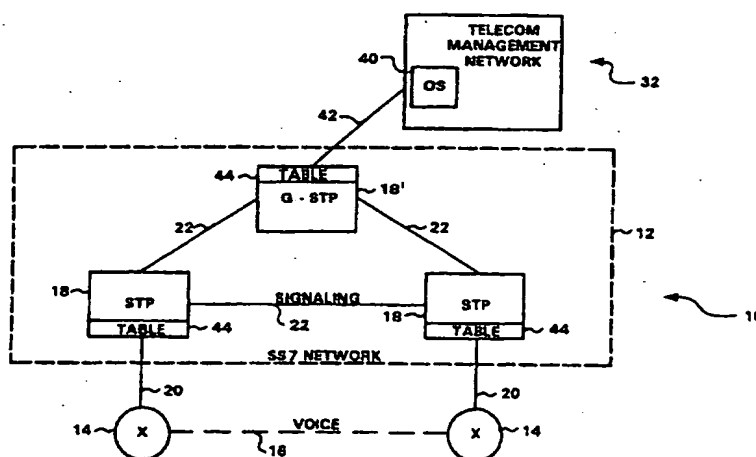 TELECOM
MANAGEMENT
NETWORK
40
OS
32
42
44
TABLE
G - STP
18'
22
22
12
18
STP
SIGNALING
22
18
STP
TABLE
44
TABLE
44
SS7 NETWORK
20
20
14
X
VOICE
16
X
14